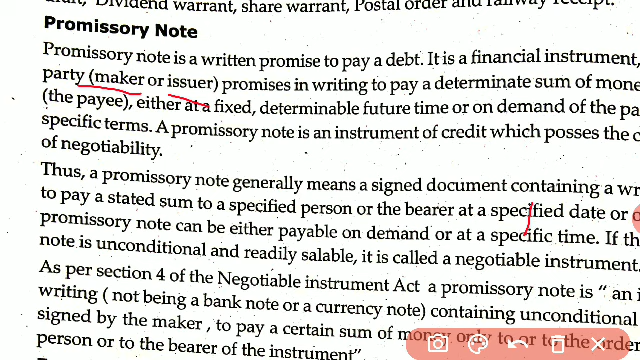 Dividend warrant, share warrant, Postal order and railway receipt.
Promissory Note
Promissory note is a written promise to pay a debt. It is a financial instrument,
party (maker or issuer) promises in writing to pay a determinate sum of mone
(the payee), either at a fixed, determinable future time or on demand of the pa
specific terms. A promissory note is an instrument of credit which posses the c
of negotiability.
Thus, a promissory note generally means a signed document containing a wr
to pay a stated sum to a specified person or the bearer at a specified date or
promissory note can be either payable on demand or at a specific time. If th
note is unconditional and readily salable, it is called a negotiable instrument.
As per section 4 of the Negotiable instrument Act a promissory note is " an i
writing ( not being a bank note or a currency note) containing unconditional
signed by the maker , to pay a certain sum of money only to or to the order
person or to the bearer of the instrument"